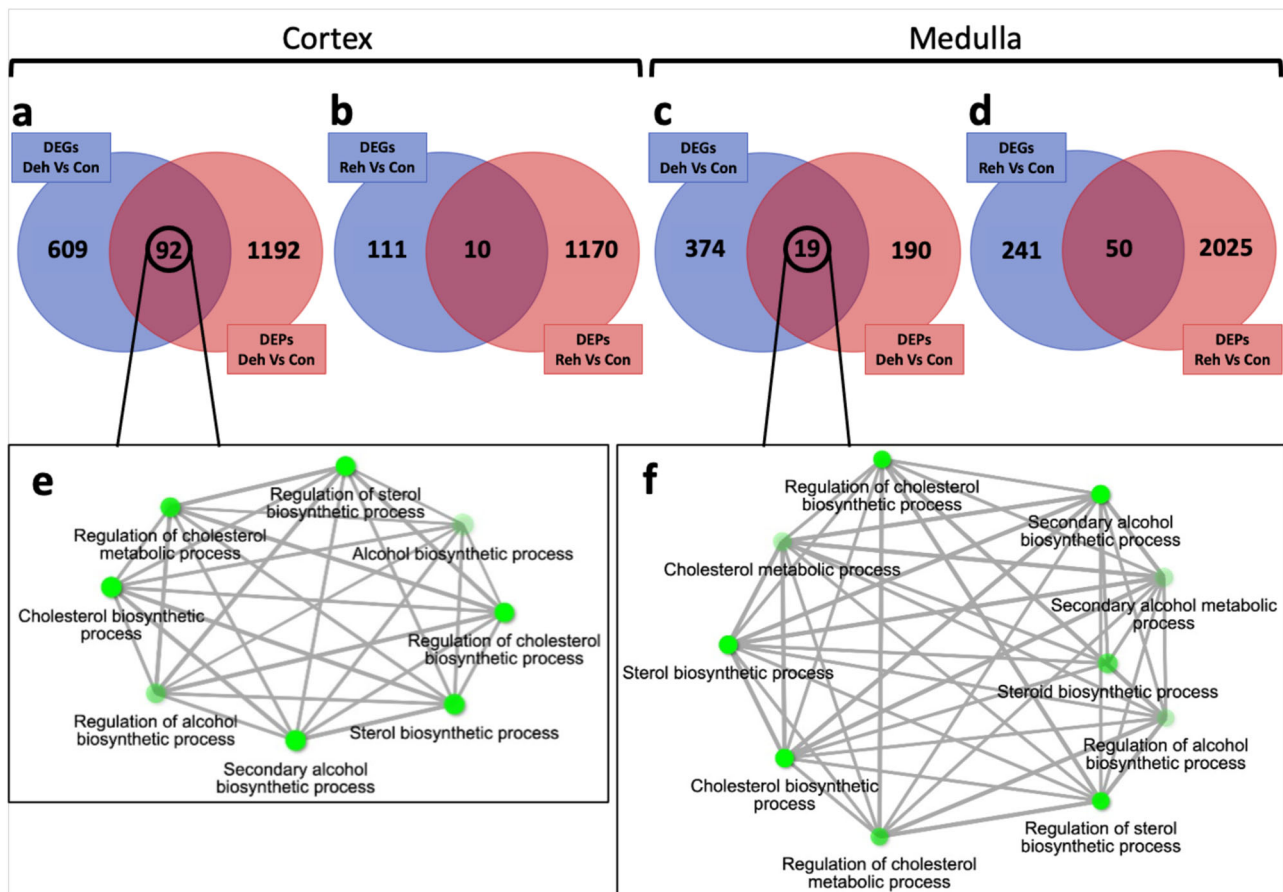 Cortex
Medulla
a
b
c
d
DEGs
Deh Vs Con
DEGs
Reh Vs Con
DEGs
Deh Vs Con
DEGs
Reh Vs Con
609
92
1192
111
10
1170
374
19
190
241
50
2025
DEPs
Deh Vs Con
DEPs
Reh Vs Con
DEPs
Deh Vs Con
DEPs
Reh Vs Con
e
Regulation of sterol
biosynthetic process
Regulation of cholesterol
metabolic process
Alcohol biosynthetic process
Cholesterol biosynthetic
process
Regulation of cholesterol
biosynthetic process
Regulation of alcohol
biosynthetic process
Sterol biosynthetic process
Secondary alcohol
biosynthetic process
f
Regulation of cholesterol
biosynthetic process
Secondary alcohol
biosynthetic process
Cholesterol metabolic process
Secondary alcohol metabolic
process
Sterol biosynthetic process
Steroid biosynthetic process
Regulation of alcohol
biosynthetic process
Cholesterol biosynthetic
process
Regulation of sterol
biosynthetic process
Regulation of cholesterol
metabolic process